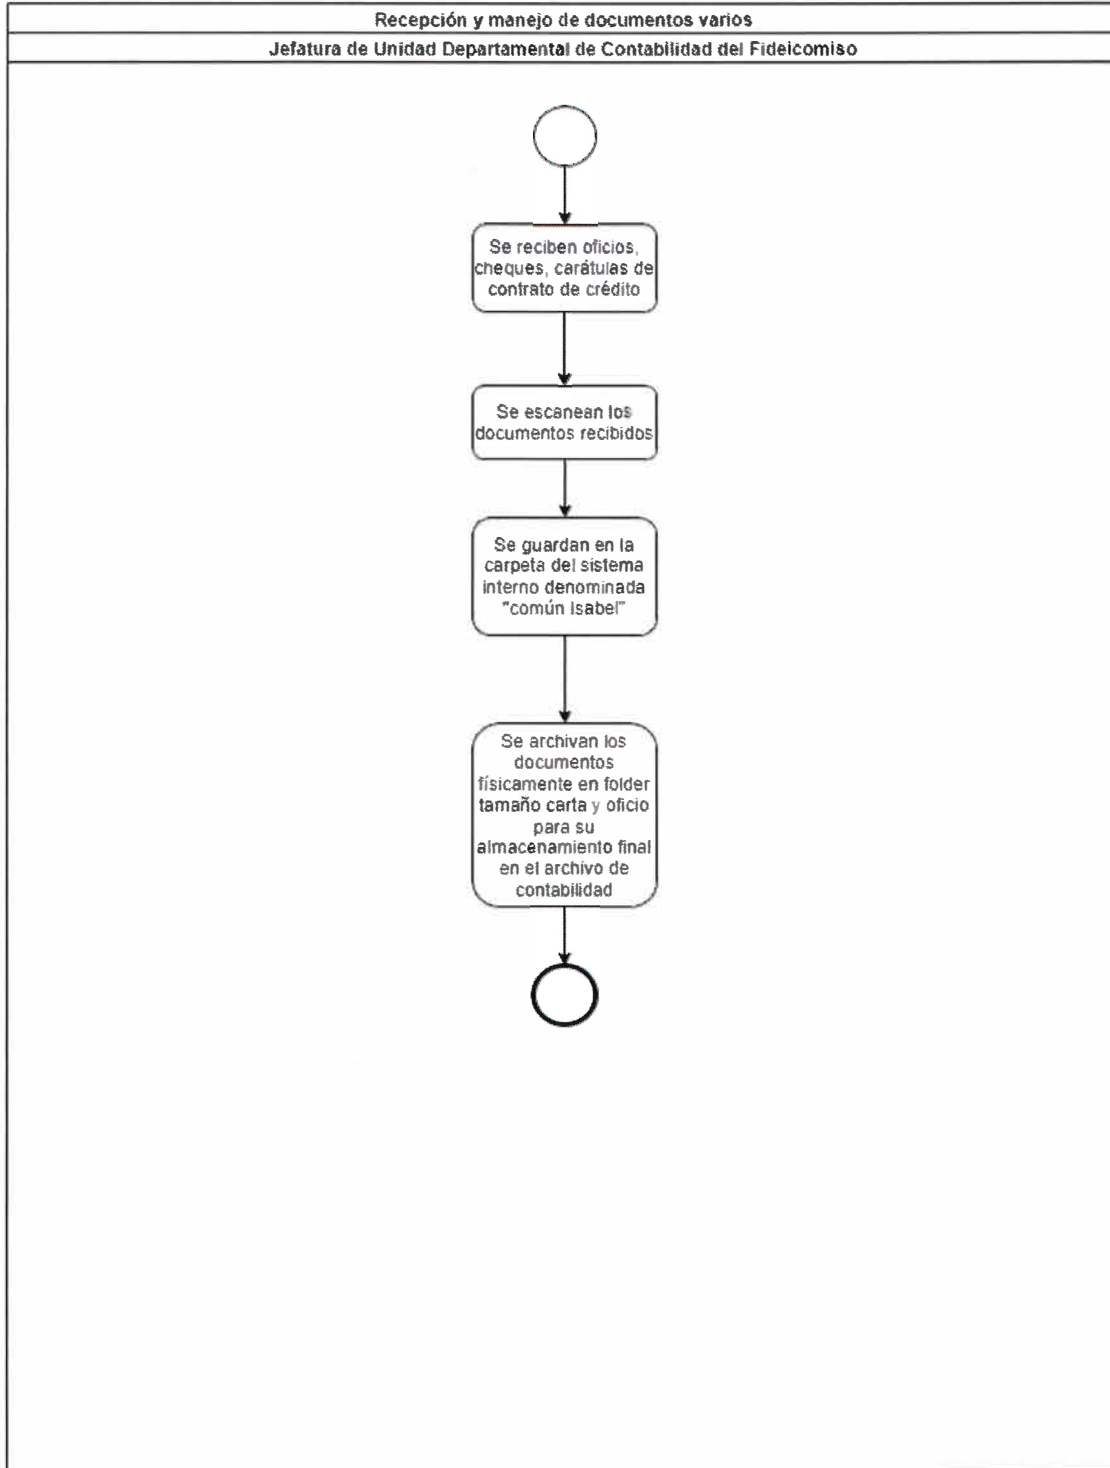 Recepción y manejo de documentos varios
Jefatura de Unidad Departamental de Contabilidad del Fideicomiso
Se reciben oficios,
cheques, carátulas de
contrato de crédito
Se escanean los
documentos recibidos
Se guardan en la
carpeta del sistema
interno denominada
"común Isabel"
Se archivan los
documentos
físicamente en folder
tamaño carta y oficio
para su
almacenamiento final
en el archivo de
contabilidad